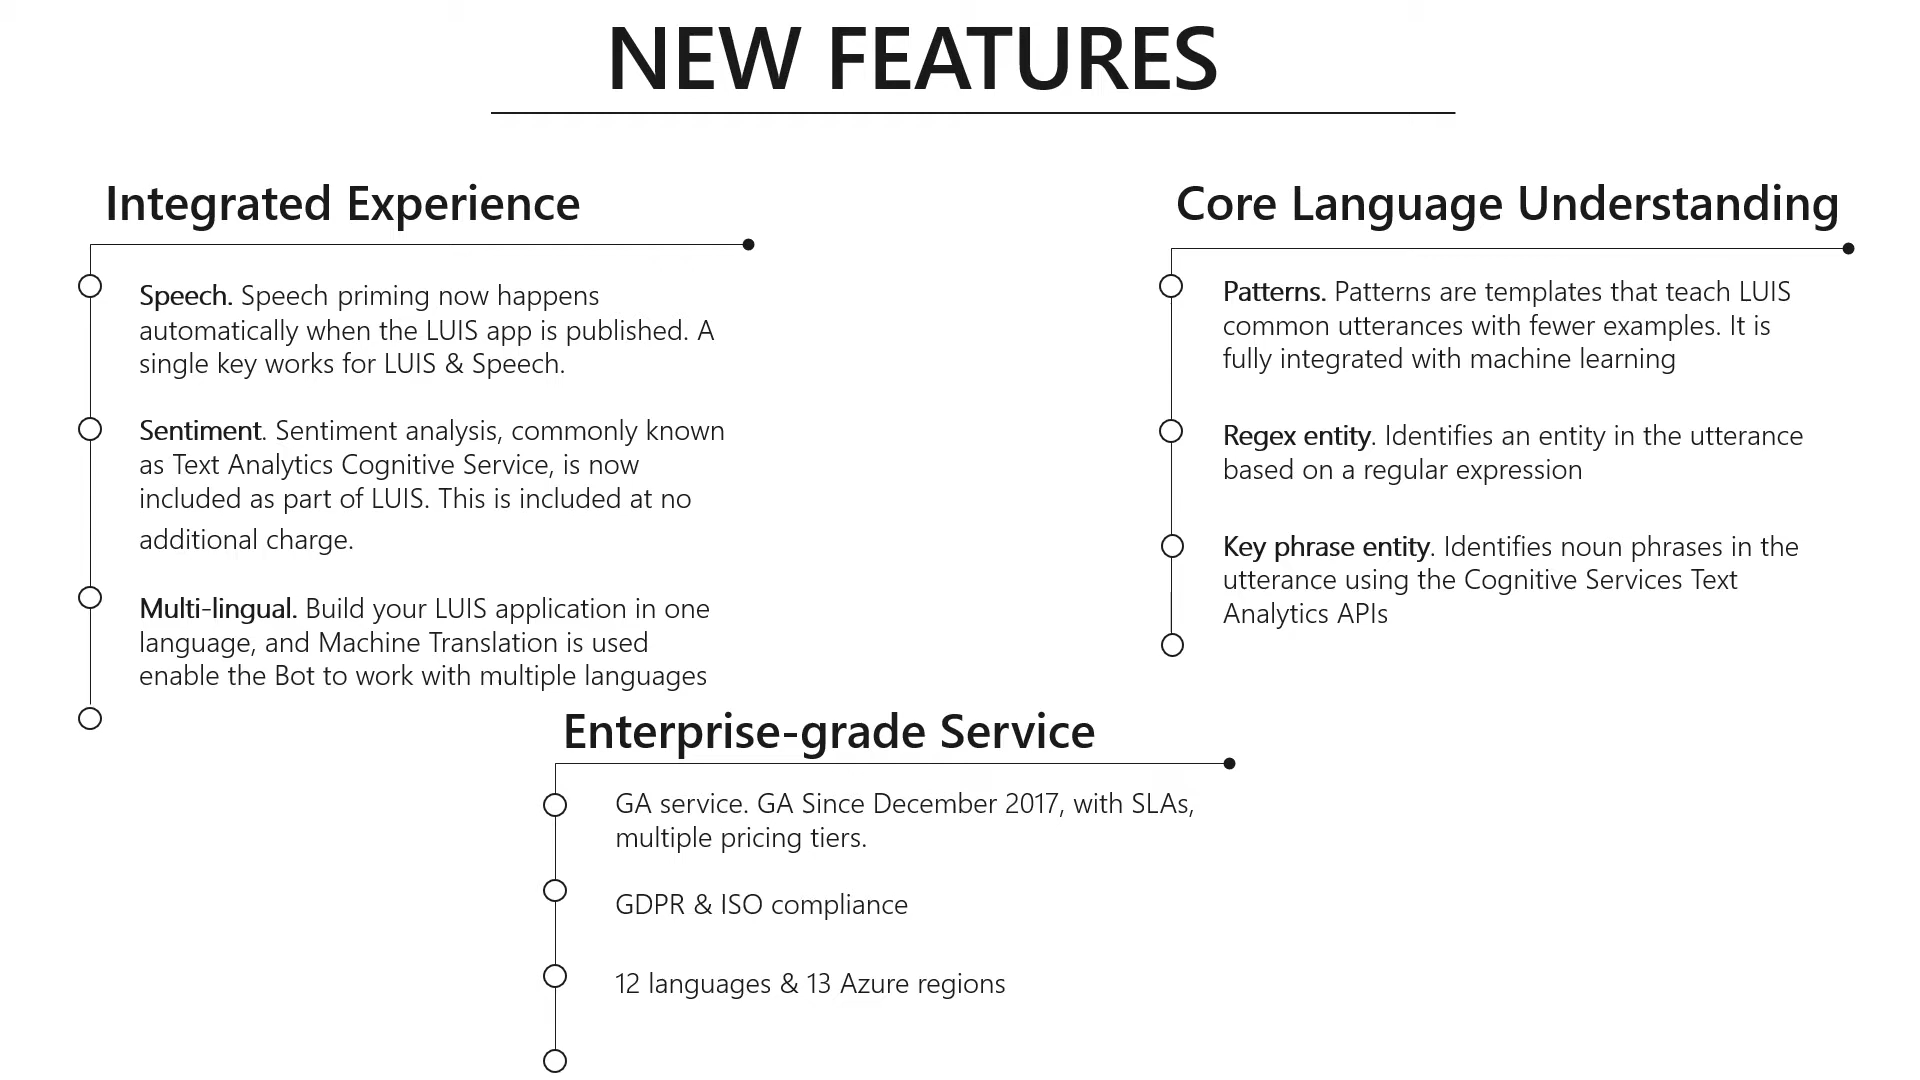 NEW FEATURES
Integrated Experience
Speech. Speech priming now happens
automatically when the LUIS app is published. A
single key works for LUIS & Speech.
Sentiment. Sentiment analysis, commonly known
as Text Analytics Cognitive Service, is now
included as part of LUIS. This is included at no
additional charge.
Multi-lingual. Build your LUIS application in one
language, and Machine Translation is used
enable the Bot to work with multiple languages
Core Language Understanding
Patterns. Patterns are templates that teach LUIS
common utterances with fewer examples. It is
fully integrated with machine learning
Regex entity. Identifies an entity in the utterance
based on a regular expression
Key phrase entity. Identifies noun phrases in the
utterance using the Cognitive Services Text
Analytics APIs
Enterprise-grade Service
GA service. GA Since December 2017, with SLAs,
multiple pricing tiers.
GDPR & ISO compliance
12 languages & 13 Azure regions